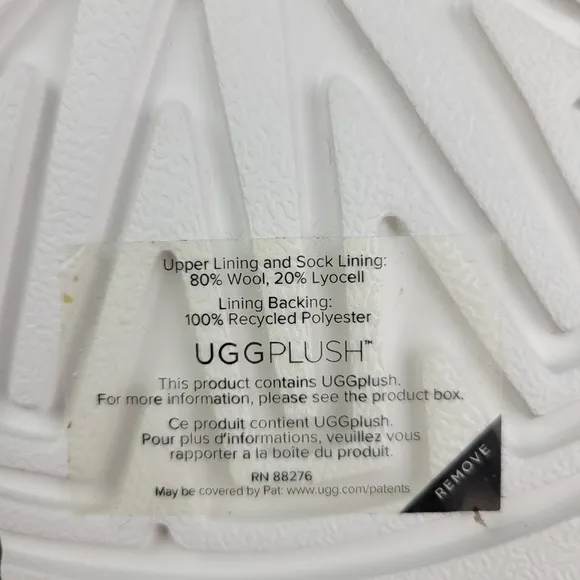 Upper Lining and Sock Lining:
80% Wool, 20% Lyocell
Lining Backing:
100% Recycled Polyester
UGGPLUSH™
This product contains UGGplush.
For more information, please see the product box.
Ce produit contient UGGplush.
Pour plus d'informations, veuillez vous
rapporter a la boite du produit.
RN 88276
May be covered by Pat: www.ugg.com/patents
REMOVE